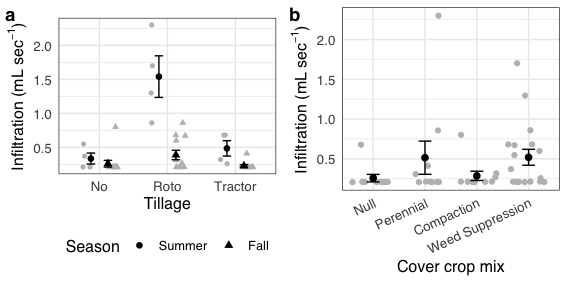 a
Infiltration (mL sec⁻¹)
2.0
1.5
1.0
0.5
No Roto Tractor
Tillage
Season Summer Fall
b
Infiltration (mL sec⁻¹)
2.0
1.5
1.0
0.5
Null
Perennial
Compaction
Weed Suppression
Cover crop mix